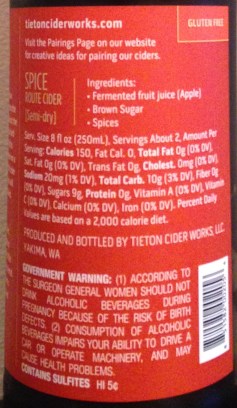 tietonciderworks.com
GLUTEN FREE
Visit the Pairings Page on our website
for creative ideas for pairing our ciders.
SPICE
ROUTE CIDER
[Semi-dry]
Ingredients:
• Fermented fruit juice (Apple)
• Brown Sugar
• Spices
Serv. Size 8 fl oz (250mL), Servings About 2, Amount Per
Serving: Calories 150, Fat Cal. 0, Total Fat 0g (0% DV),
Sat. Fat 0g (0% DV), Trans Fat 0g, Cholest. 0mg (0% DV),
Sodium 20mg (1% DV), Total Carb. 10g (3% DV), Fiber 0g
(0% DV), Sugars 9g, Protein 0g, Vitamin A (0% DV), Vitamin
C (0% DV), Calcium (0% DV), Iron (0% DV). Percent Daily
Values are based on a 2,000 calorie diet.
PRODUCED AND BOTTLED BY TIETON CIDER WORKS, LLC.
YAKIMA, WA
GOVERNMENT WARNING: (1) ACCORDING TO
THE SURGEON GENERAL WOMEN SHOULD NOT
DRINK ALCOHOLIC BEVERAGES DURING
PREGNANCY BECAUSE OF THE RISK OF BIRTH
DEFECTS. (2) CONSUMPTION OF ALCOHOLIC
BEVERAGES IMPAIRS YOUR ABILITY TO DRIVE A
CAR OR OPERATE MACHINERY, AND MAY
CAUSE HEALTH PROBLEMS.
CONTAINS SULFITES HI 5¢